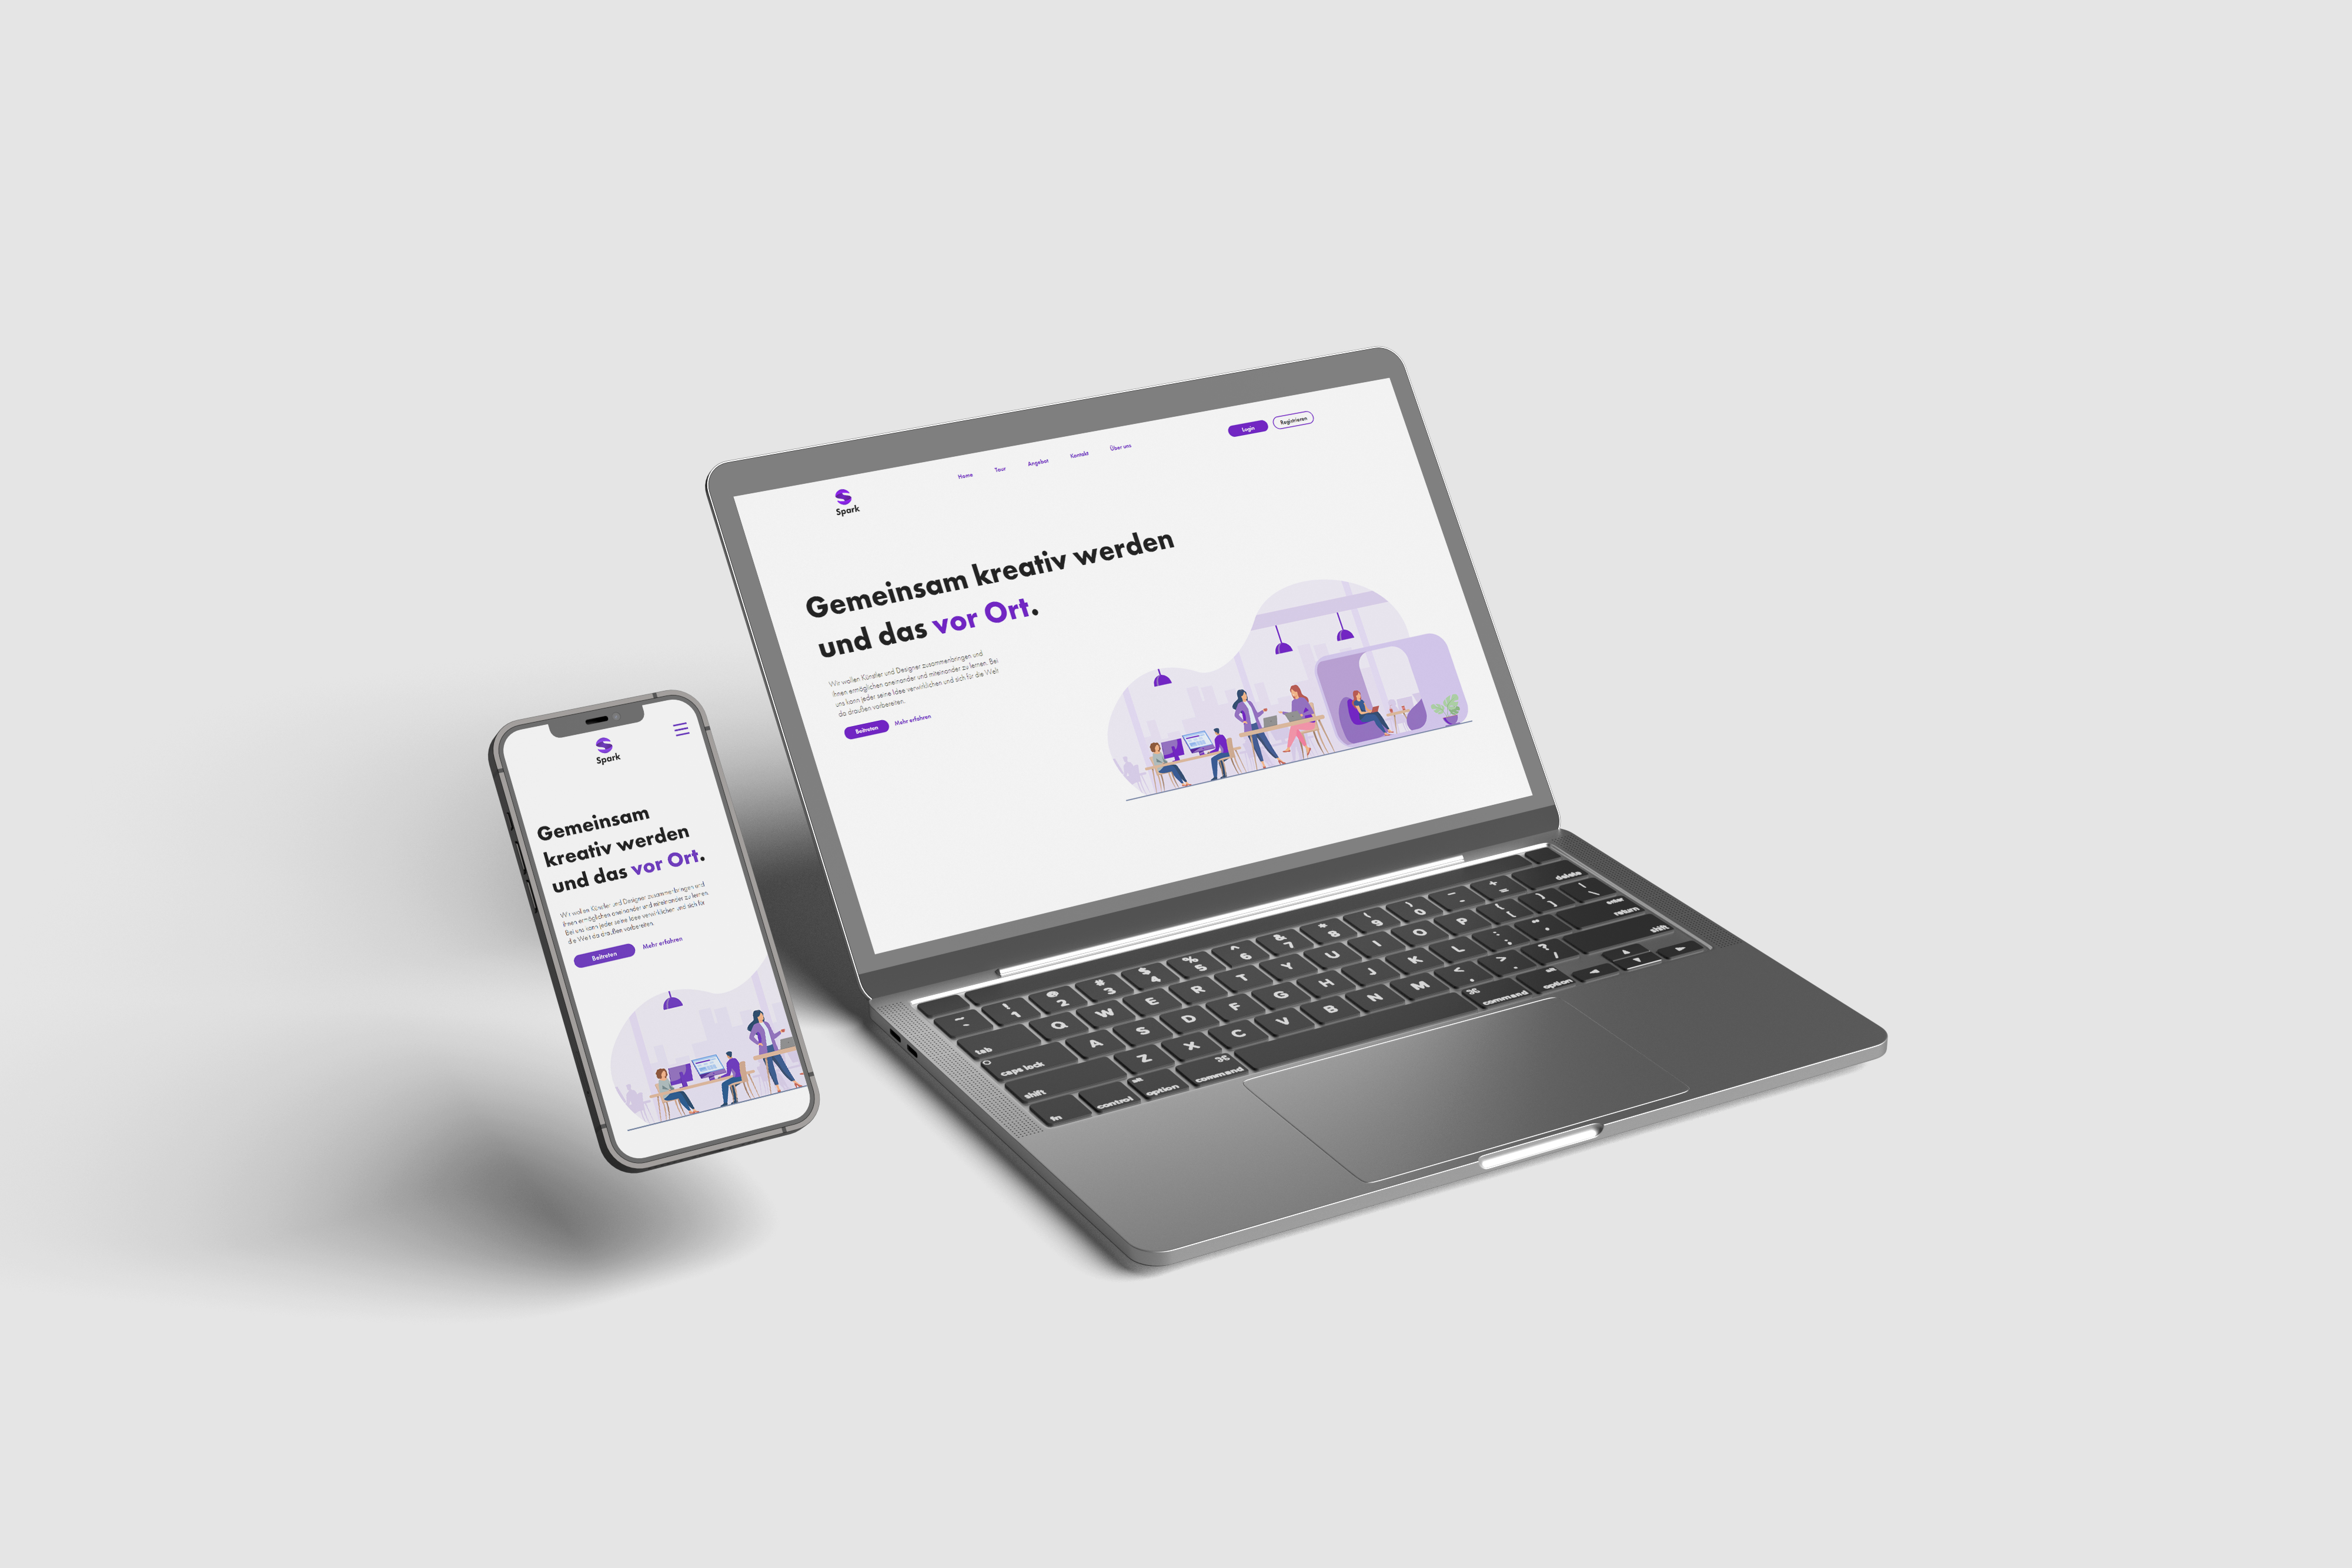 Home Tour Angebot Kontakt Über uns
Login Registrieren
Spark
Gemeinsam kreativ werden
und das vor Ort.
Wir wollen Künstler und Designer zusammenbringen und
ihnen ermöglichen aneinander und miteinander zu lernen. Bei
uns kann jeder seine Idee verwirklichen und sich für die Welt
da draußen vorbereiten.
Beitreten Mehr erfahren
Spark
Gemeinsam
kreativ werden
und das vor Ort.
Wir wollen Künstler und Designer zusammenbringen und
ihnen ermöglichen aneinander und miteinander zu lernen.
Bei uns kann jeder seine Idee verwirklichen und sich für
die Welt da draußen vorbereiten.
Beitreten Mehr erfahren
~ ` ! 1 @ 2 # 3 $ 4 % 5 ^ 6 & 7 * 8 ( 9 ) 0 _ - + = delete
tab Q W E R T Y U I O P { [ } ] | \
caps lock A S D F G H J K L : ; " ' enter return
shift Z X C V B N M < , > . ? / shift
fn control alt option ⌘ command ⌘ command alt option ◄ ▲ ▼ ►